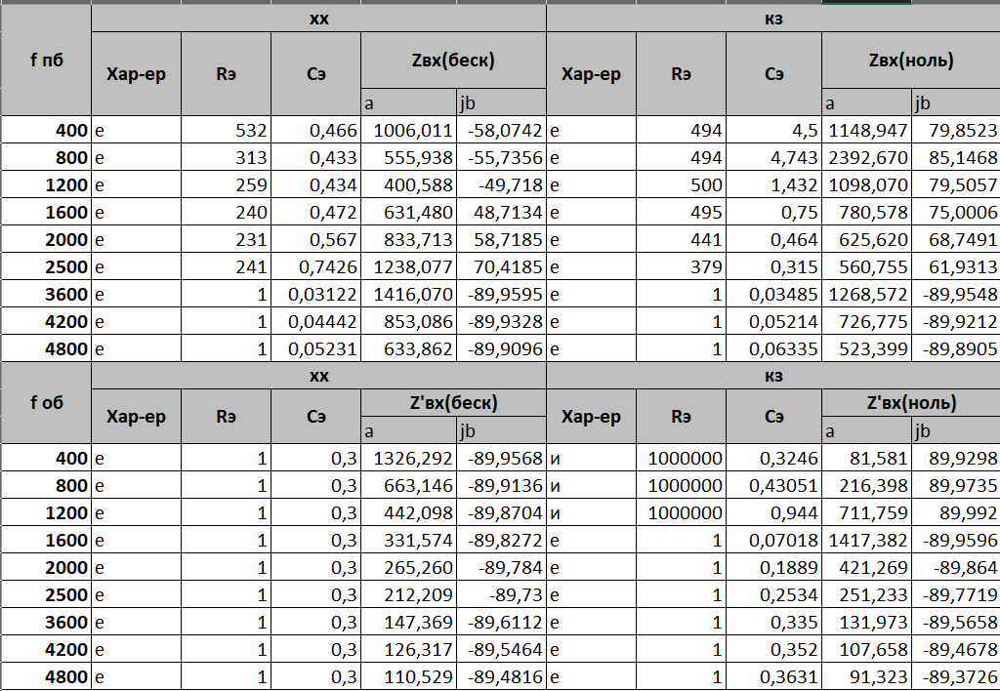 f пб хх кз
Хар-ер Rэ Сэ Zвх(беск) Хар-ер Rэ Сэ Zвх(ноль)
a jb a jb
400 е 532 0,466 1006,011 -58,0742 е 494 4,5 1148,947 79,8523
800 е 313 0,433 555,938 -55,7356 е 494 4,743 2392,670 85,1468
1200 е 259 0,434 400,588 -49,718 е 500 1,432 1098,070 79,5057
1600 е 240 0,472 631,480 48,7134 е 495 0,75 780,578 75,0006
2000 е 231 0,567 833,713 58,7185 е 441 0,464 625,620 68,7491
2500 е 241 0,7426 1238,077 70,4185 е 379 0,315 560,755 61,9313
3600 е 1 0,03122 1416,070 -89,9595 е 1 0,03485 1268,572 -89,9548
4200 е 1 0,04442 853,086 -89,9328 е 1 0,05214 726,775 -89,9212
4800 е 1 0,05231 633,862 -89,9096 е 1 0,06335 523,399 -89,8905
f об хх кз
Хар-ер Rэ Сэ Z'вх(беск) Хар-ер Rэ Сэ Z'вх(ноль)
a jb a jb
400 е 1 0,3 1326,292 -89,9568 и 1000000 0,3246 81,581 89,9298
800 е 1 0,3 663,146 -89,9136 и 1000000 0,43051 216,398 89,9735
1200 е 1 0,3 442,098 -89,8704 и 1000000 0,944 711,759 89,992
1600 е 1 0,3 331,574 -89,8272 е 1 0,07018 1417,382 -89,9596
2000 е 1 0,3 265,260 -89,784 е 1 0,1889 421,269 -89,864
2500 е 1 0,3 212,209 -89,73 е 1 0,2534 251,233 -89,7719
3600 е 1 0,3 147,369 -89,6112 е 1 0,335 131,973 -89,5658
4200 е 1 0,3 126,317 -89,5464 е 1 0,352 107,658 -89,4678
4800 е 1 0,3 110,529 -89,4816 е 1 0,3631 91,323 -89,3726